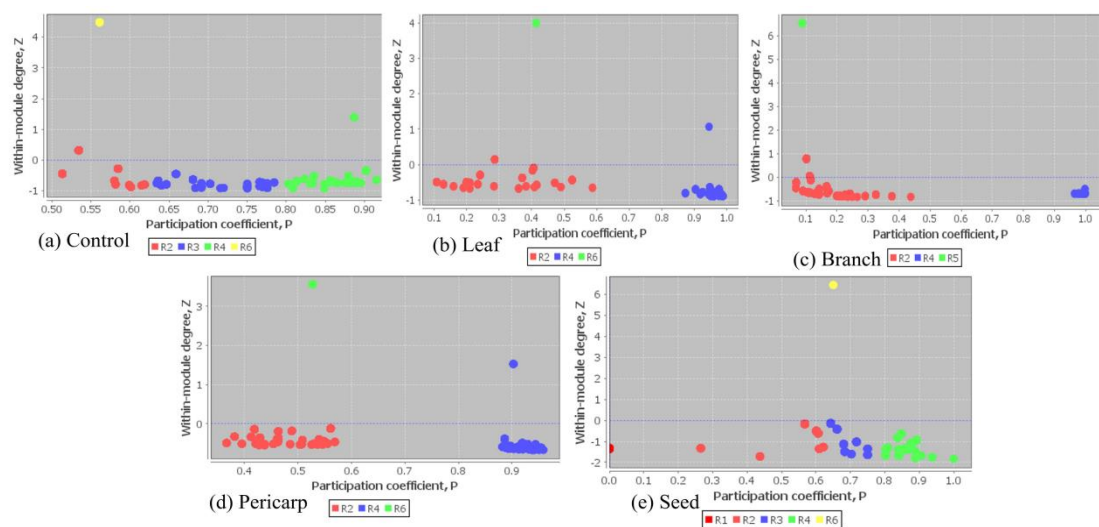 Within-module degree, Z
4
3
2
1
0
-1
0.50 0.55 0.60 0.65 0.70 0.75 0.80 0.85 0.90
Participation coefficient, P
(a) Control
R2 R3 R4 R6
Within-module degree, Z
4
3
2
1
0
-1
0.1 0.2 0.3 0.4 0.5 0.6 0.7 0.8 0.9 1.0
Participation coefficient, P
(b) Leaf
R2 R4 R6
Within-module degree, Z
6
5
4
3
2
1
0
-1
0.1 0.2 0.3 0.4 0.5 0.6 0.7 0.8 0.9 1.0
Participation coefficient, P
(c) Branch
R2 R4 R5
Within-module degree, Z
3
2
1
0
0.4 0.5 0.6 0.7 0.8 0.9
Participation coefficient, P
(d) Pericarp
R2 R4 R6
Within-module degree, Z
6
5
4
3
2
1
0
-1
-2
0.0 0.1 0.2 0.3 0.4 0.5 0.6 0.7 0.8 0.9 1.0
Participation coefficient, P
(e) Seed
R1 R2 R3 R4 R6